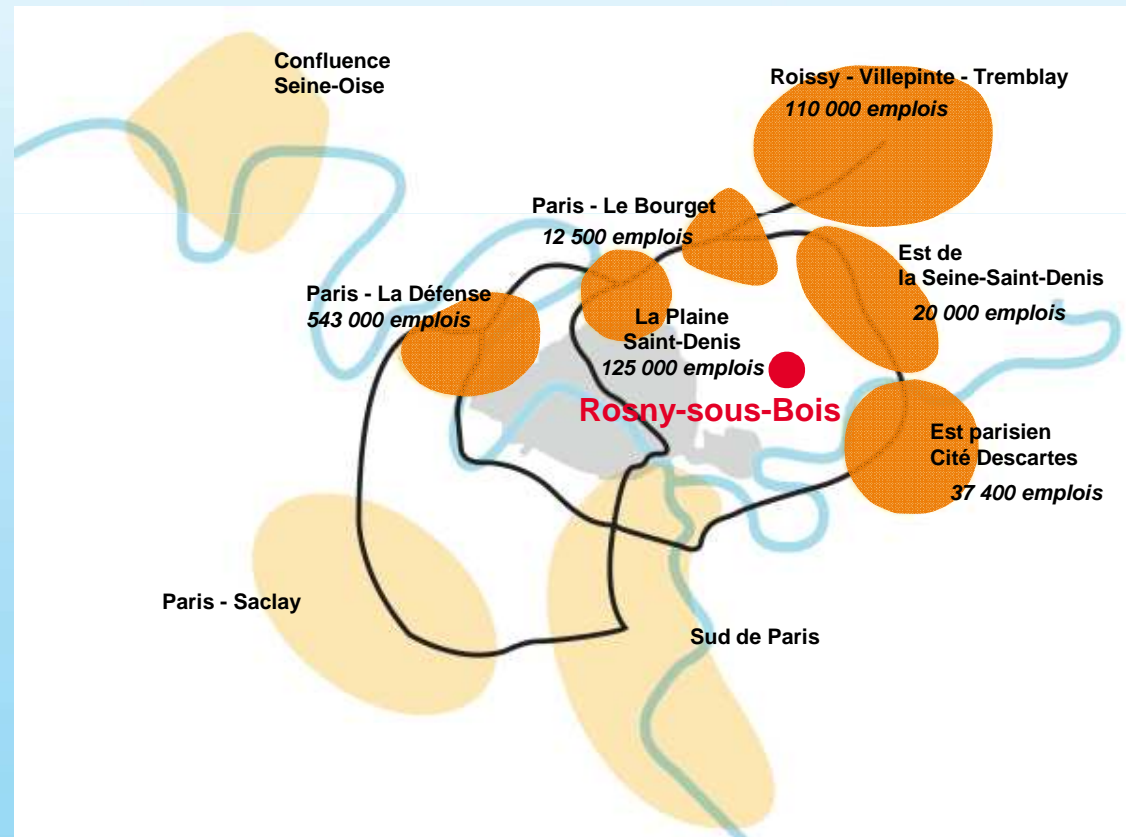 Confluence
Seine-Oise
Roissy - Villepinte - Tremblay
110 000 emplois
Paris - Le Bourget
12 500 emplois
Est de
la Seine-Saint-Denis
20 000 emplois
Paris - La Défense
543 000 emplois
La Plaine
Saint-Denis
125 000 emplois
Rosny-sous-Bois
Est parisien
Cité Descartes
37 400 emplois
Paris - Saclay
Sud de Paris